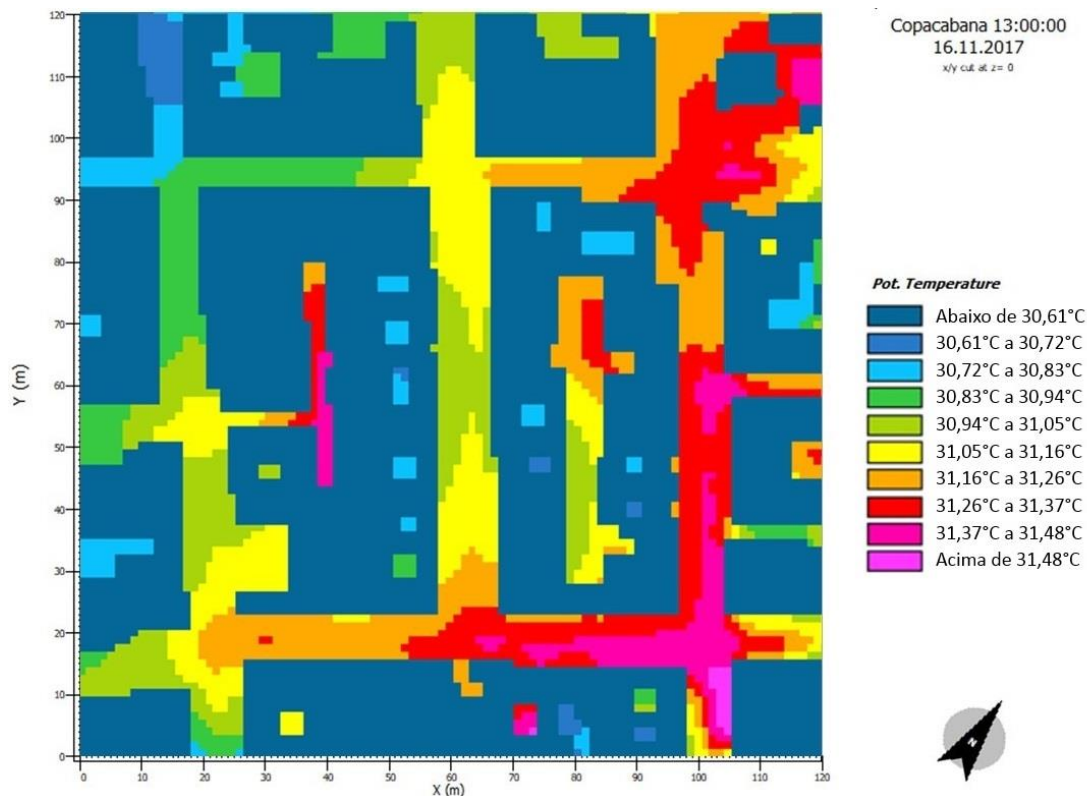 Copacabana 13:00:00
16.11.2017
x/y cut at z= 0
120
110
100
90
80
70
60
50
40
30
20
10
0
Y (m)
0 10 20 30 40 50 60 70 80 90 100 110 120
X (m)
Pot. Temperature
Abaixo de 30,61°C
30,61°C a 30,72°C
30,72°C a 30,83°C
30,83°C a 30,94°C
30,94°C a 31,05°C
31,05°C a 31,16°C
31,16°C a 31,26°C
31,26°C a 31,37°C
31,37°C a 31,48°C
Acima de 31,48°C
N